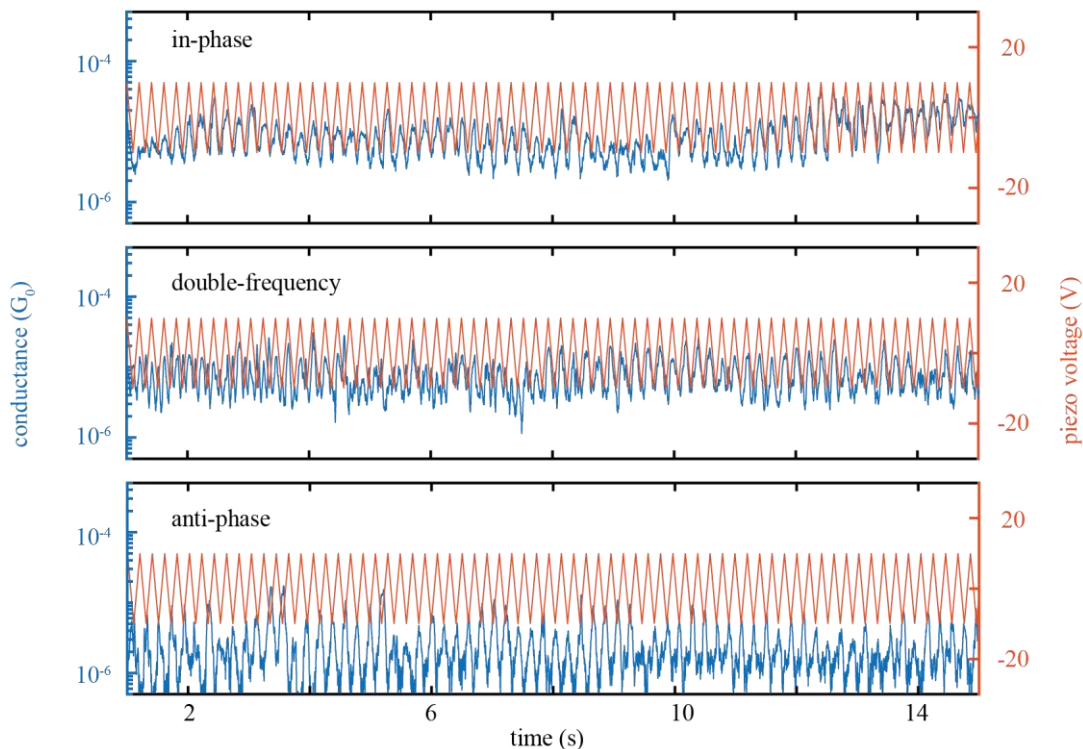 in-phase
10^-4
10^-6
20
-20
double-frequency
10^-4
10^-6
20
-20
anti-phase
10^-4
10^-6
20
-20
conductance (G_0)
piezo voltage (V)
2
6
10
14
time (s)